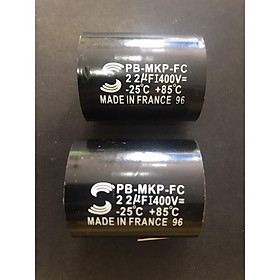 PB-MKP-FC
2 2µFI400V=
-25°C +85°C
MADE IN FRANCE 96
PB-MKP-FC
2 2µFI400V=
-25°C +85°C
MADE IN FRANCE 96